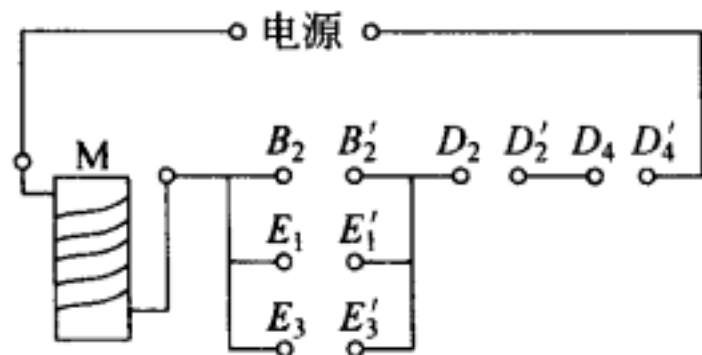 电源
M B₂ B₂′ D₂ D₂′ D₄ D₄′
E₁ E₁′
E₃ E₃′